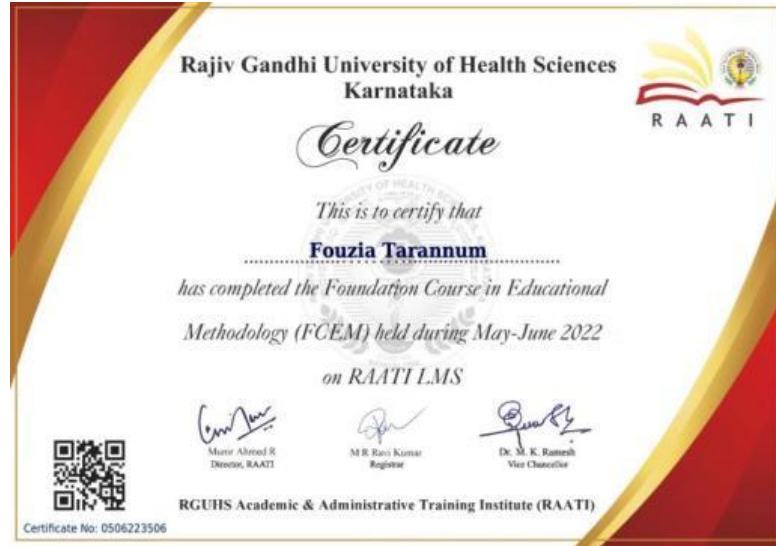 Rajiv Gandhi University of Health Sciences
Karnataka
RAATI
Certificate
This is to certify that
Fouzia Tarannum
has completed the Foundation Course in Educational
Methodology (FCEM) held during May-June 2022
on RAATI LMS
Munir Ahmed R
Director, RAATI
M R Ravi Kumar
Registrar
Dr. M. K. Ramesh
Vice Chancellor
RGUHS Academic & Administrative Training Institute (RAATI)
Certificate No: 0506223506